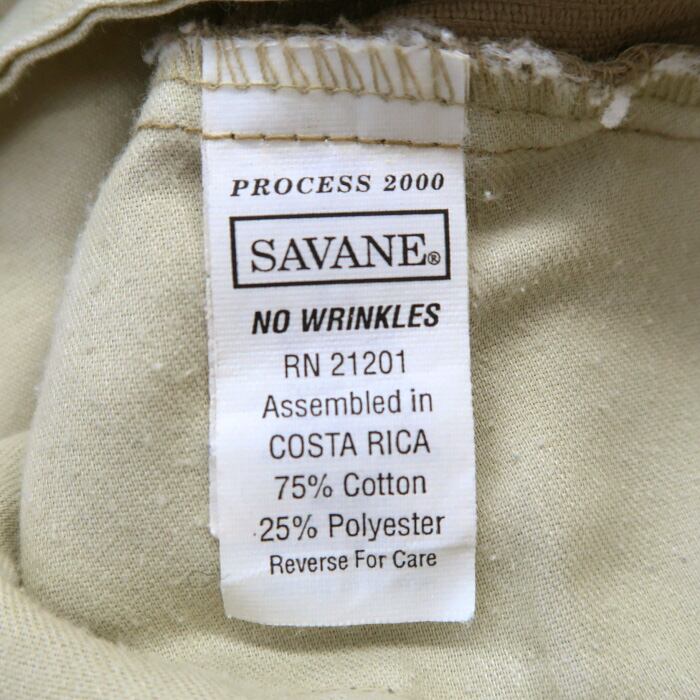 PROCESS 2000
SAVANE®
NO WRINKLES
RN 21201
Assembled in
COSTA RICA
75% Cotton
25% Polyester
Reverse For Care